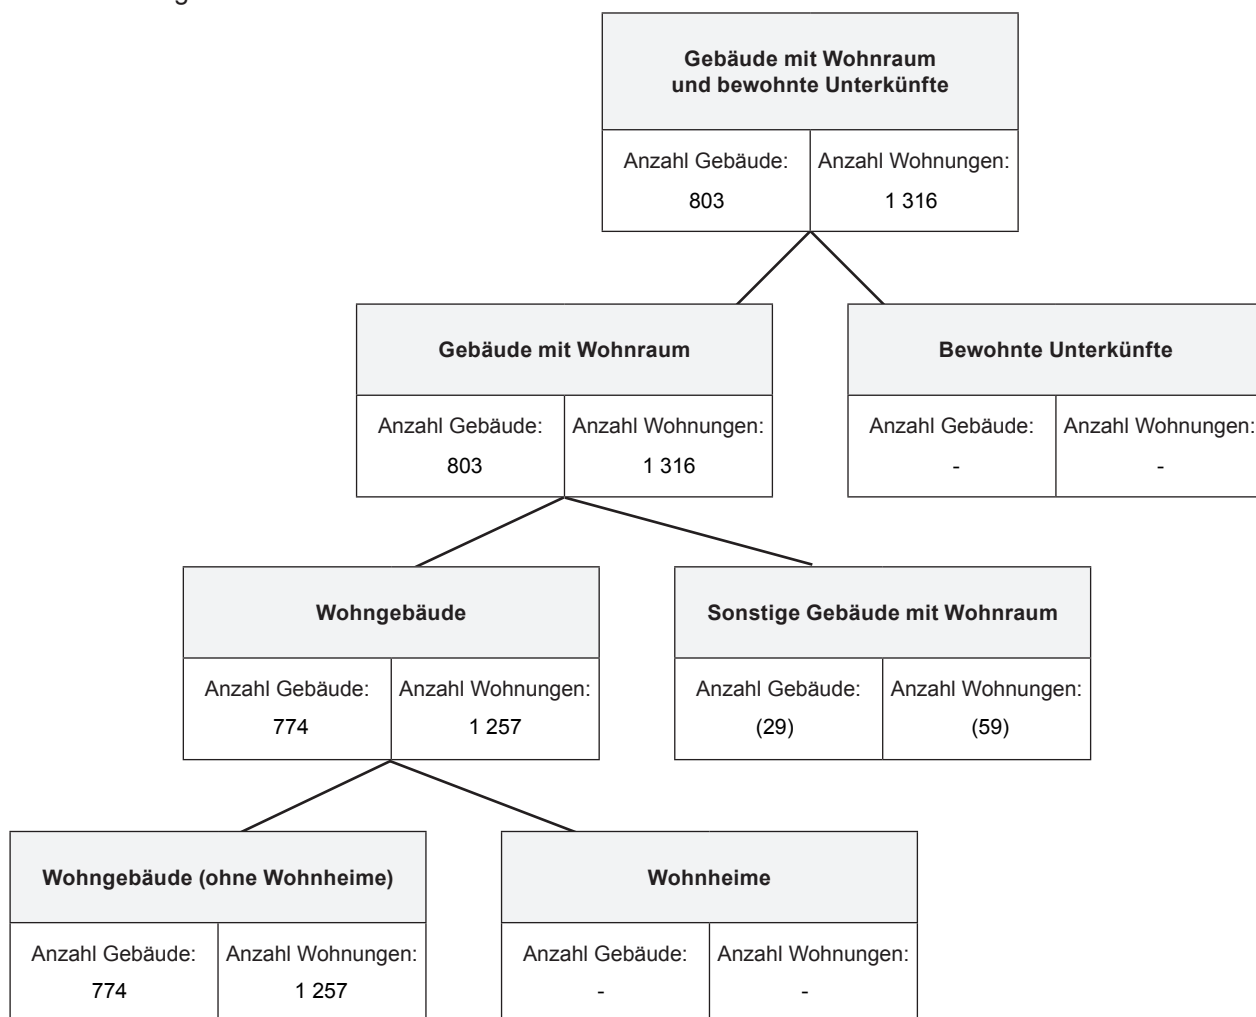 Gebäude mit Wohnraum
und bewohnte Unterkünfte
Anzahl Gebäude: Anzahl Wohnungen:
803 1 316
Gebäude mit Wohnraum Bewohnte Unterkünfte
Anzahl Gebäude: Anzahl Wohnungen: Anzahl Gebäude: Anzahl Wohnungen:
803 1 316 - -
Wohngebäude Sonstige Gebäude mit Wohnraum
Anzahl Gebäude: Anzahl Wohnungen: Anzahl Gebäude: Anzahl Wohnungen:
774 1 257 (29) (59)
Wohngebäude (ohne Wohnheime) Wohnheime
Anzahl Gebäude: Anzahl Wohnungen: Anzahl Gebäude: Anzahl Wohnungen:
774 1 257 - -